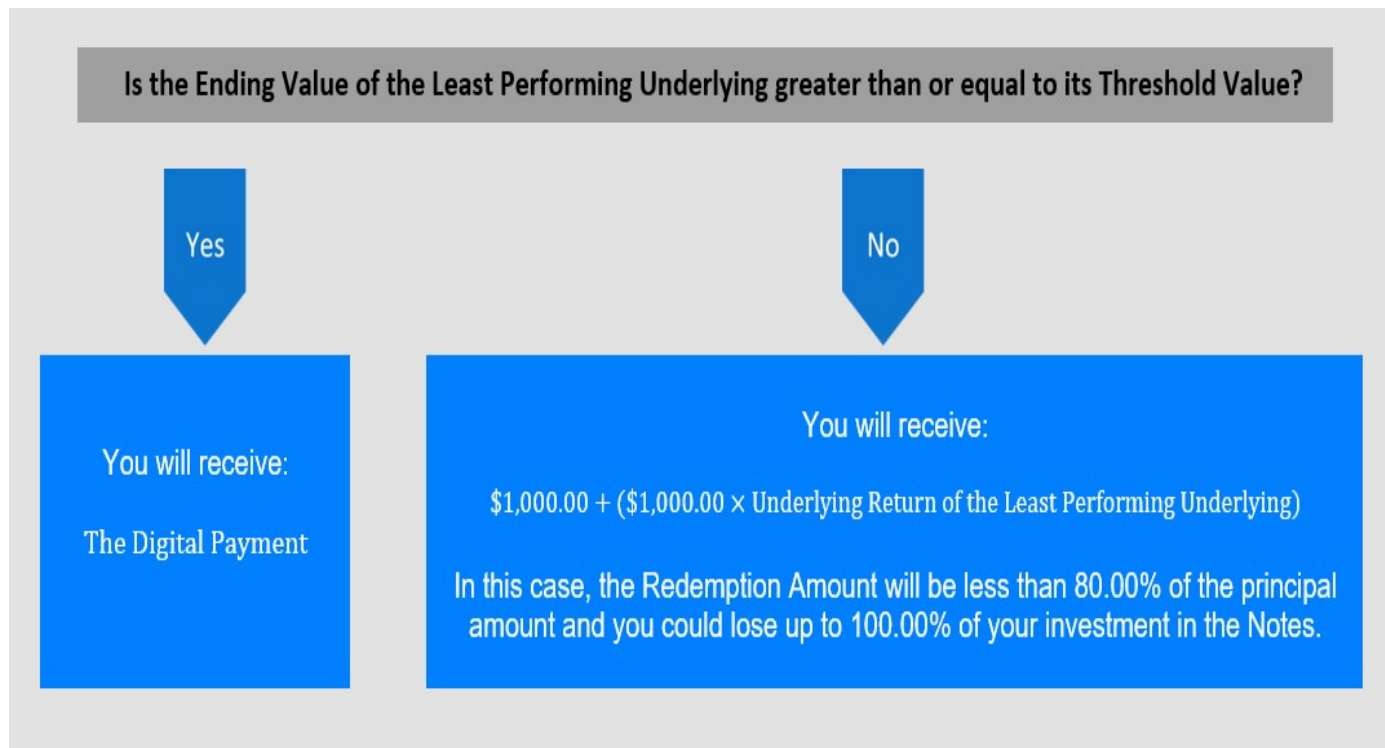 Is the Ending Value of the Least Performing Underlying greater than or equal to its Threshold Value?
Yes
No
You will receive:
The Digital Payment
You will receive:
$1,000.00 + ($1,000.00 × Underlying Return of the Least Performing Underlying)
In this case, the Redemption Amount will be less than 80.00% of the principal
amount and you could lose up to 100.00% of your investment in the Notes.